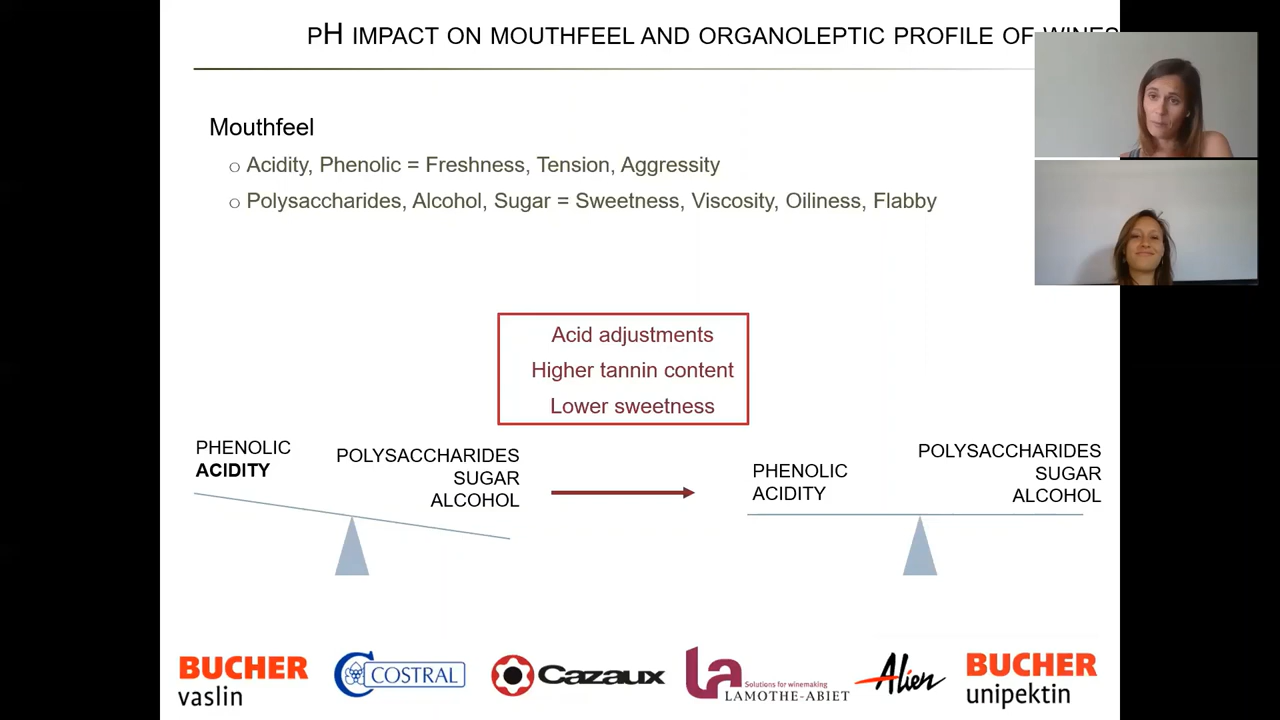 PH IMPACT ON MOUTHFEEL AND ORGANOLEPTIC PROFILE OF WINES
Mouthfeel
○ Acidity, Phenolic = Freshness, Tension, Aggressity
○ Polysaccharides, Alcohol, Sugar = Sweetness, Viscosity, Oiliness, Flabby
Acid adjustments
Higher tannin content
Lower sweetness
PHENOLIC
ACIDITY
POLYSACCHARIDES
SUGAR
ALCOHOL
PHENOLIC
ACIDITY
POLYSACCHARIDES
SUGAR
ALCOHOL
BUCHER
vaslin
COSTRAL
Cazaux
la
Solutions for winemaking
LAMOTHE-ABIET
Alien
BUCHER
unipektin